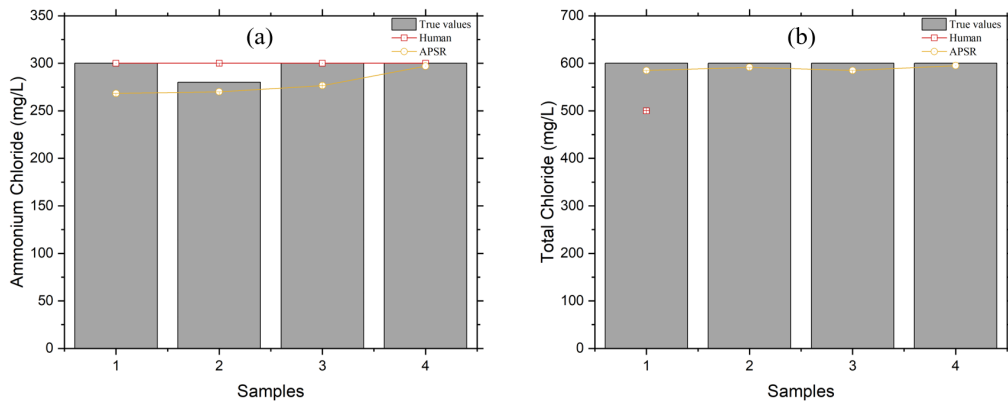 (a)
True values
Human
APSR
350
300
250
200
150
100
50
0
Ammonium Chloride (mg/L)
1 2 3 4
Samples
(b)
True values
Human
APSR
700
600
500
400
300
200
100
0
Total Chloride (mg/L)
1 2 3 4
Samples